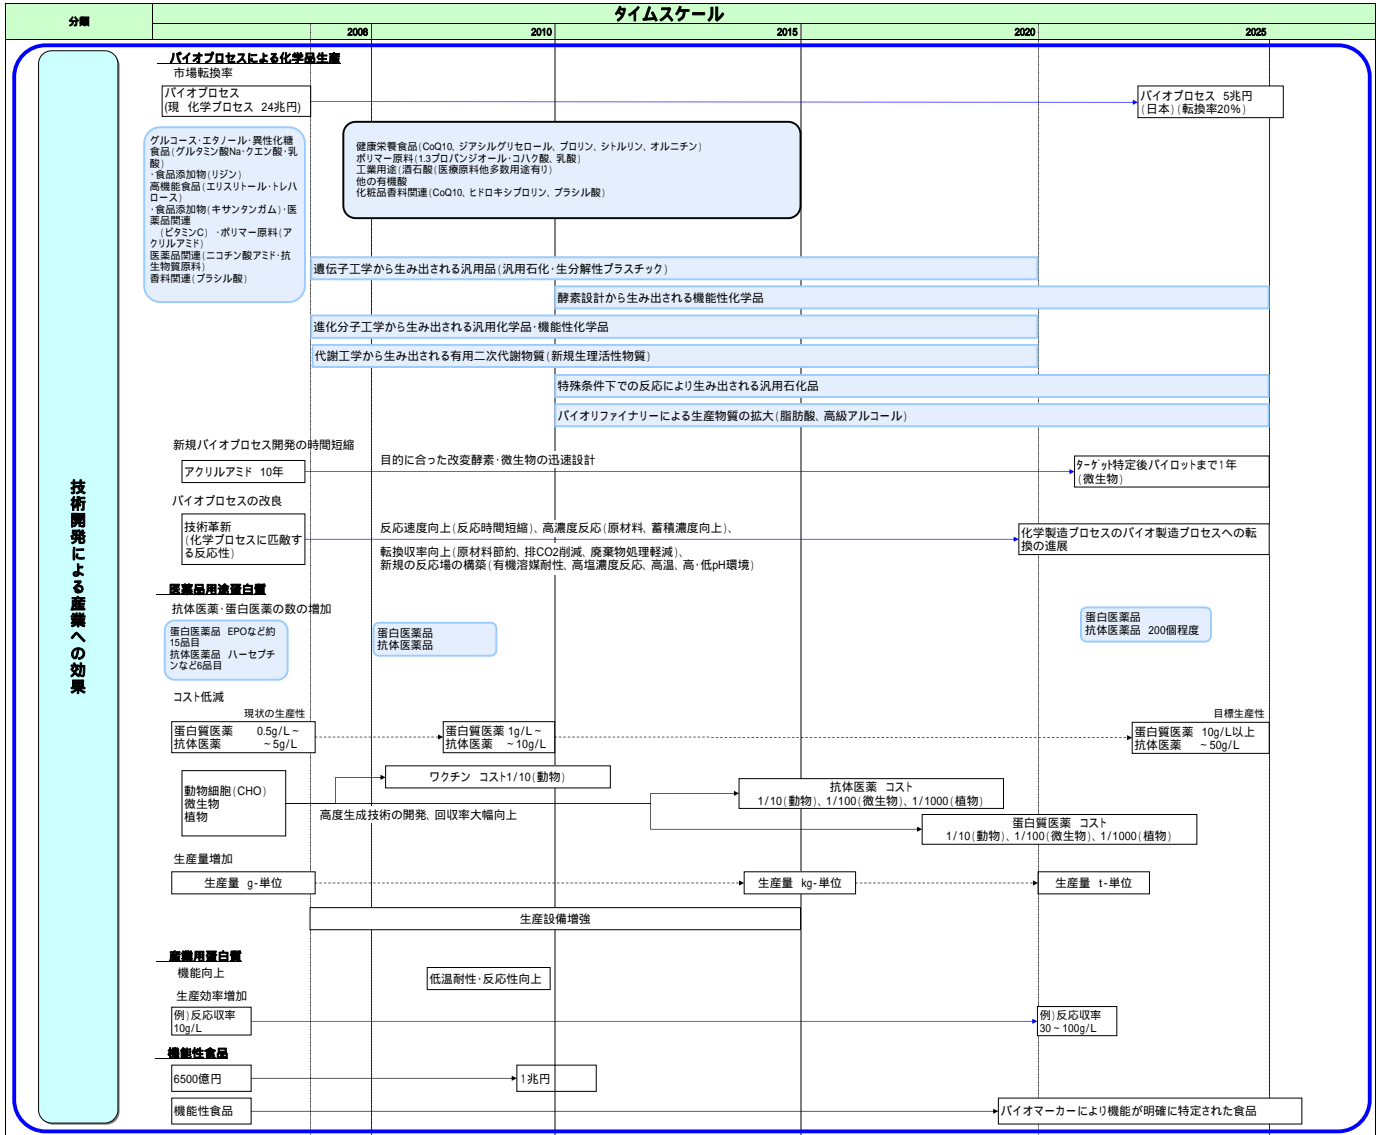 分類
タイムスケール
2008
2010
2015
2020
2025
技術開発による産業への効果
バイオプロセスによる化学品生産
市場転換率
バイオプロセス
(現 化学プロセス 24兆円)
バイオプロセス 5兆円
(日本)(転換率20%)
グルコース・エタノール・異性化糖
食品(グルタミン酸Na・クエン酸・乳
酸)
・食品添加物(リジン)
高機能食品(エリスリトール・トレハ
ロース)
・食品添加物(キサンタンガム)・医
薬品関連
(ビタミンC) ・ポリマー原料(ア
クリルアミド)
医薬品関連(ニコチン酸アミド・抗
生物質原料)
香料関連(ブラシル酸)
健康栄養食品(CoQ10、ジアシルグリセロール、プロリン、シトルリン、オルニチン)
ポリマー原料(1.3プロパンジオール・コハク酸、乳酸)
工業用途(酒石酸(医療原料他多数用途有り)
他の有機酸
化粧品香料関連(CoQ10、ヒドロキシプロリン、ブラシル酸)
遺伝子工学から生み出される汎用品(汎用石化・生分解性プラスチック)
酵素設計から生み出される機能性化学品
進化分子工学から生み出される汎用化学品・機能性化学品
代謝工学から生み出される有用二次代謝物質(新規生理活性物質)
特殊条件下での反応により生み出される汎用石化品
バイオリファイナリーによる生産物質の拡大(脂肪酸、高級アルコール)
新規バイオプロセス開発の時間短縮
アクリルアミド 10年
目的に合った改変酵素・微生物の迅速設計
ターゲット特定後パイロットまで1年
(微生物)
バイオプロセスの改良
技術革新
(化学プロセスに匹敵す
る反応性)
反応速度向上(反応時間短縮)、高濃度反応(原材料、蓄積濃度向上)、
転換収率向上(原材料節約、排CO2削減、廃棄物処理軽減)、
新規の反応場の構築(有機溶媒耐性、高塩濃度反応、高温、高・低pH環境)
化学製造プロセスのバイオ製造プロセスへの転
換の進展
医薬品用途蛋白質
抗体医薬・蛋白医薬の数の増加
蛋白医薬品 EPOなど約
15品目
抗体医薬品 ハーセプチ
ンなど6品目
蛋白医薬品
抗体医薬品
蛋白医薬品
抗体医薬品 200個程度
コスト低減
現状の生産性
蛋白質医薬 0.5g/L~
抗体医薬 ~5g/L
蛋白質医薬 1g/L~
抗体医薬 ~10g/L
目標生産性
蛋白質医薬 10g/L以上
抗体医薬 ~50g/L
動物細胞(CHO)
微生物
植物
ワクチン コスト1/10(動物)
高度生成技術の開発、回収率大幅向上
抗体医薬 コスト
1/10(動物)、1/100(微生物)、1/1000(植物)
蛋白質医薬 コスト
1/10(動物)、1/100(微生物)、1/1000(植物)
生産量増加
生産量 g-単位
生産量 kg-単位
生産量 t-単位
生産設備増強
産業用蛋白質
機能向上
低温耐性・反応性向上
生産効率増加
例)反応収率
10g/L
例)反応収率
30~100g/L
機能性食品
6500億円
1兆円
機能性食品
バイオマーカーにより機能が明確に特定された食品